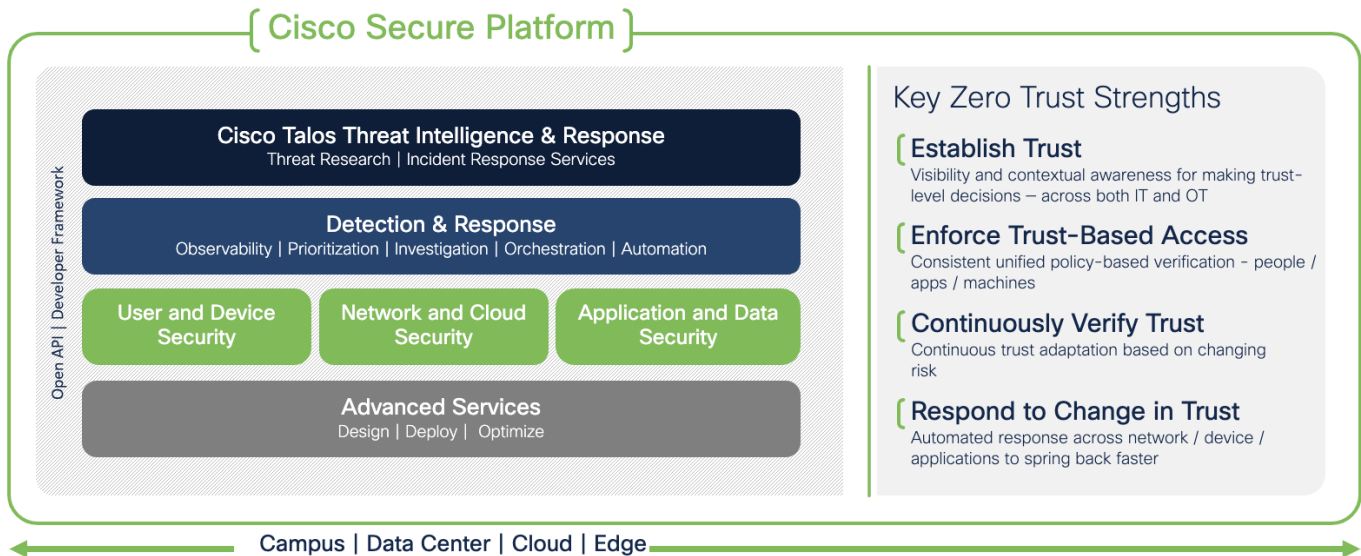 Cisco Secure Platform
Open API | Developer Framework
Cisco Talos Threat Intelligence & Response
Threat Research | Incident Response Services
Detection & Response
Observability | Prioritization | Investigation | Orchestration | Automation
User and Device
Security
Network and Cloud
Security
Application and Data
Security
Advanced Services
Design | Deploy | Optimize
Key Zero Trust Strengths
Establish Trust
Visibility and contextual awareness for making trust-
level decisions – across both IT and OT
Enforce Trust-Based Access
Consistent unified policy-based verification - people /
apps / machines
Continuously Verify Trust
Continuous trust adaptation based on changing
risk
Respond to Change in Trust
Automated response across network / device /
applications to spring back faster
Campus | Data Center | Cloud | Edge